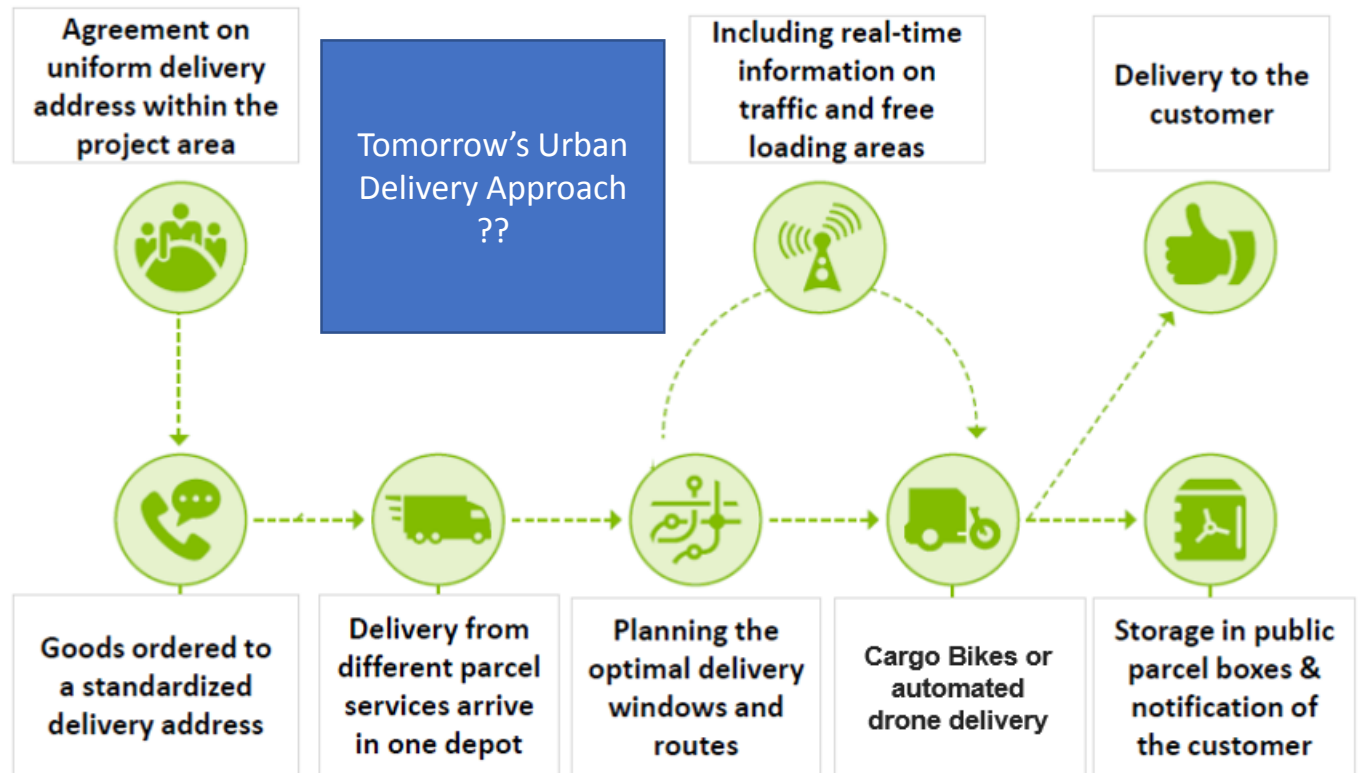 Agreement on
uniform delivery
address within the
project area
Tomorrow's Urban
Delivery Approach
??
Including real-time
information on
traffic and free
loading areas
Delivery to the
customer
Goods ordered to
a standardized
delivery address
Delivery from
different parcel
services arrive
in one depot
Planning the
optimal delivery
windows and
routes
Cargo Bikes or
automated
drone delivery
Storage in public
parcel boxes &
notification of
the customer